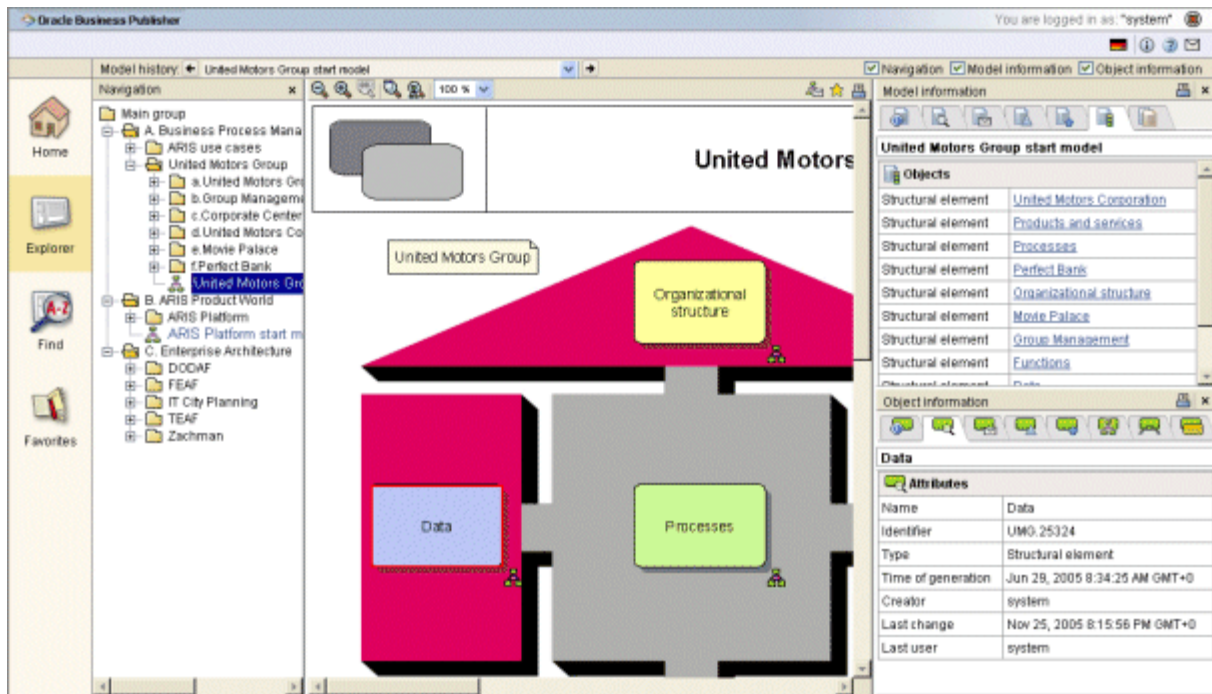 Oracle Business Publisher
You are logged in as: "system"
Model history:
United Motors Group start model
Navigation
Model information
Object information
Home
Explorer
A-Z
Find
Favorites
Navigation
Main group
A. Business Process Mana
ARIS use cases
United Motors Group
a.United Motors Gr
b.Group Manageme
c.Corporate Center
d.United Motors Co
e.Movie Palace
f.Perfect Bank
United Motors Gr
B. ARIS Product World
ARIS Platform
ARIS Platform start m
C. Enterprise Architecture
DODAF
FEAF
IT City Planning
TEAF
Zachman
100 %
United Motors
United Motors Group
Organizational
structure
Data
Processes
Model information
United Motors Group start model
Objects
Structural element United Motors Corporation
Structural element Products and services
Structural element Processes
Structural element Perfect Bank
Structural element Organizational structure
Structural element Movie Palace
Structural element Group Management
Structural element Functions
Structural element Data
Object information
Data
Attributes
Name Data
Identifier UMG.25324
Type Structural element
Time of generation Jun 29, 2005 8:34:25 AM GMT+0
Creator system
Last change Nov 25, 2005 8:15:56 PM GMT+0
Last user system